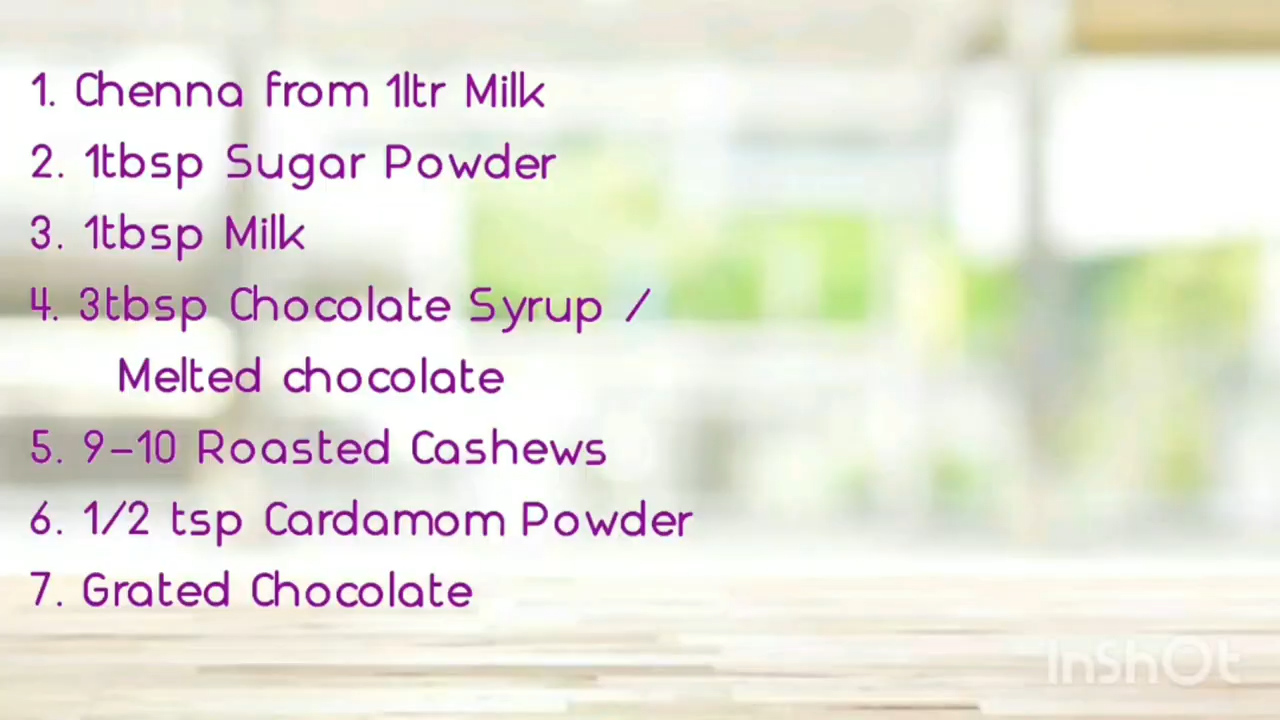 1. Chenna from 1ltr Milk
2. 1tbsp Sugar Powder
3. 1tbsp Milk
4. 3tbsp Chocolate Syrup /
Melted chocolate
5. 9-10 Roasted Cashews
6. 1/2 tsp Cardamom Powder
7. Grated Chocolate
InShOt